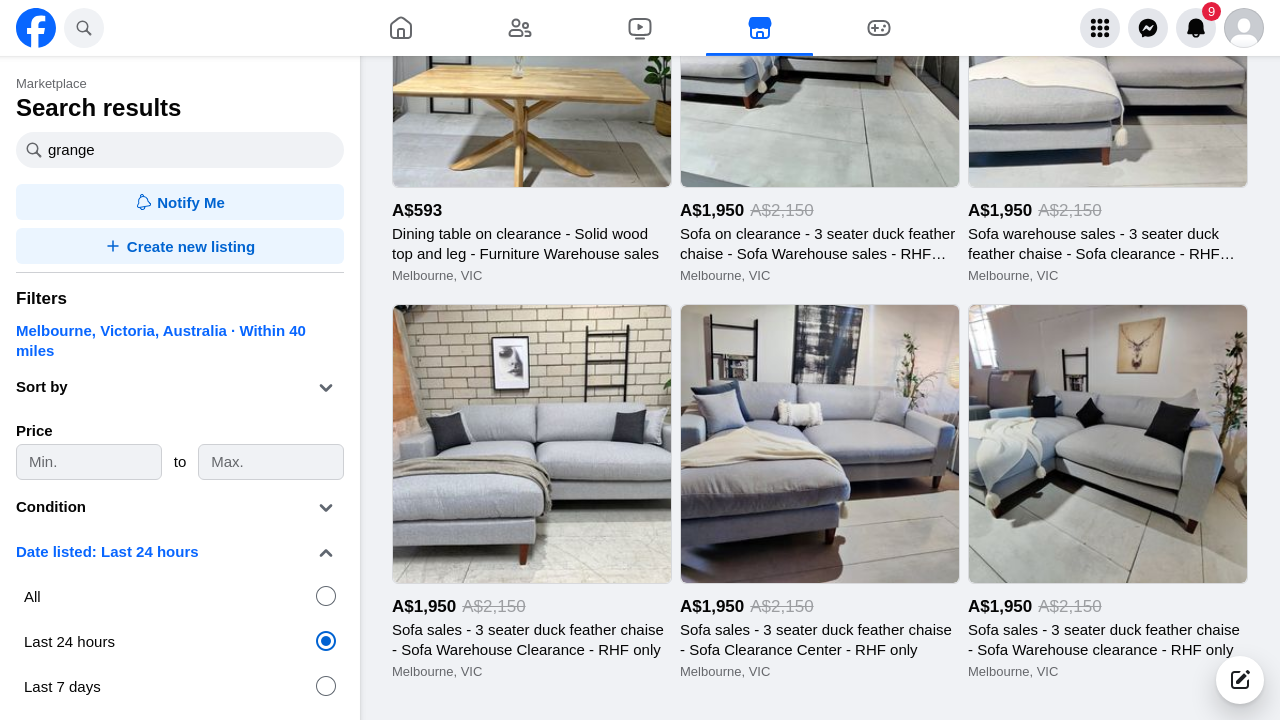 9
Marketplace
Search results
grange
Notify Me
Create new listing
Filters
Melbourne, Victoria, Australia · Within 40
miles
Sort by
Price
Min.
to
Max.
Condition
Date listed: Last 24 hours
All
Last 24 hours
Last 7 days
A$593
Dining table on clearance - Solid wood
top and leg - Furniture Warehouse sales
Melbourne, VIC
A$1,950 A$2,150
Sofa on clearance - 3 seater duck feather
chaise - Sofa Warehouse sales - RHF…
Melbourne, VIC
A$1,950 A$2,150
Sofa warehouse sales - 3 seater duck
feather chaise - Sofa clearance - RHF…
Melbourne, VIC
A$1,950 A$2,150
Sofa sales - 3 seater duck feather chaise
- Sofa Warehouse Clearance - RHF only
Melbourne, VIC
A$1,950 A$2,150
Sofa sales - 3 seater duck feather chaise
- Sofa Clearance Center - RHF only
Melbourne, VIC
A$1,950 A$2,150
Sofa sales - 3 seater duck feather chaise
- Sofa Warehouse clearance - RHF only
Melbourne, VIC